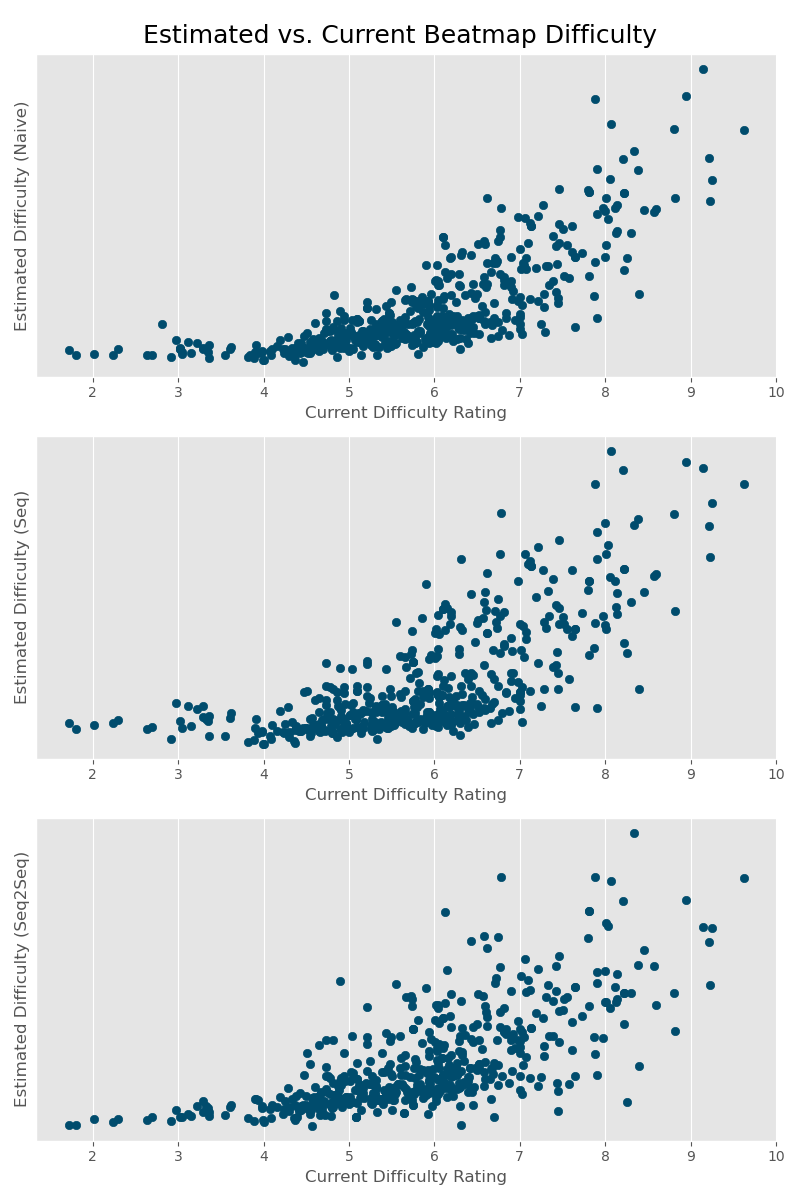 Estimated vs. Current Beatmap Difficulty
Estimated Difficulty (Naive)
2 3 4 5 6 7 8 9 10
Current Difficulty Rating
Estimated Difficulty (Seq)
2 3 4 5 6 7 8 9 10
Current Difficulty Rating
Estimated Difficulty (Seq2Seq)
2 3 4 5 6 7 8 9 10
Current Difficulty Rating